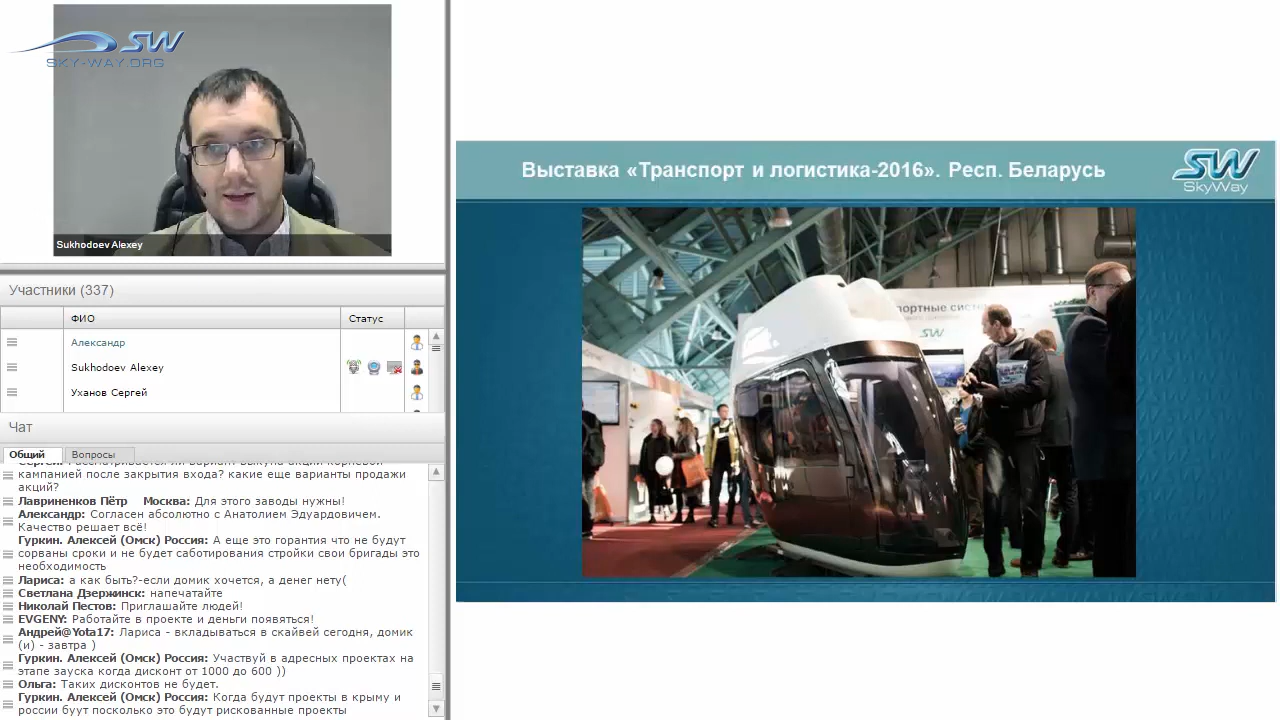 SW
SKY-WAY.ORG
Sukhodoev Alexey
Участники (337)
ФИО
Статус
Александр
Sukhodoev Alexey
Уханов Сергей
Чат
Общий
Вопросы
кампанией после закрытия входа? какие еще варианты продажи
акций?
Лавриненков Пётр Москва: Для этого заводы нужны!
Александр: Согласен абсолютно с Анатолием Эдуардовичем.
Качество решает всё!
Гуркин. Алексей (Омск) Россия: А еще это горантия что не будут
сорваны сроки и не будет саботирования стройки свои бригады это
необходимость
Лариса: а как быть?-если домик хочется, а денег нету(
Светлана Дзержинск: напечатайте
Николай Пестов: Приглашайте людей!
EVGENY: Работайте в проекте и деньги появяться!
Андрей@Yota17: Лариса - вкладываться в скайвей сегодня, домик
(и) - завтра )
Гуркин. Алексей (Омск) Россия: Участвуй в адресных проектах на
этапе зауска когда дисконт от 1000 до 600 ))
Ольга: Таких дисконтов не будет.
Гуркин. Алексей (Омск) Россия: Когда будут проекты в крыму и
россии буут посколько это будут рискованные проекты
Выставка «Транспорт и логистика-2016». Респ. Беларусь
SW
SkyWay
портные сист
SW